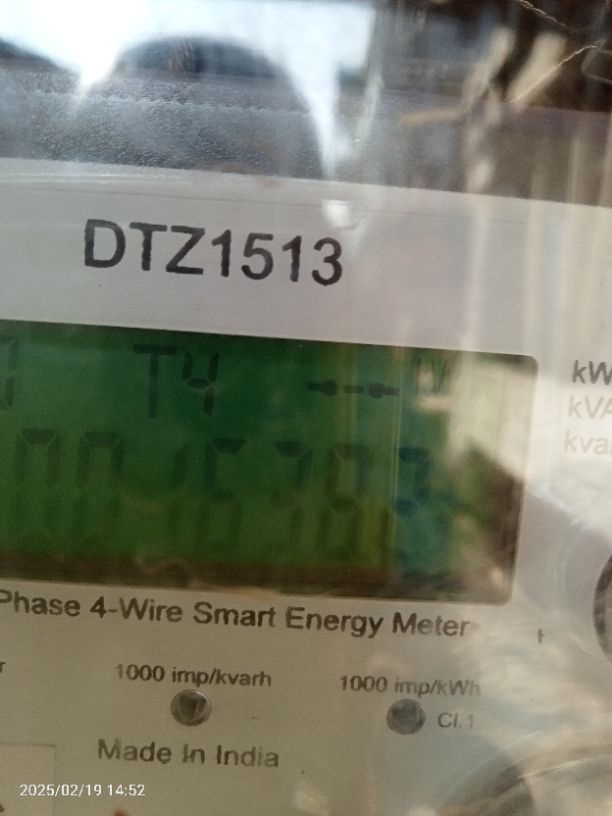 DTZ1513
kW
T4
kVA
kva
Phase 4-Wire Smart Energy Meter
1000 imp/kvarh
1000 imp/kWh
Cl.1
Made In India
2025/02/19 14:52